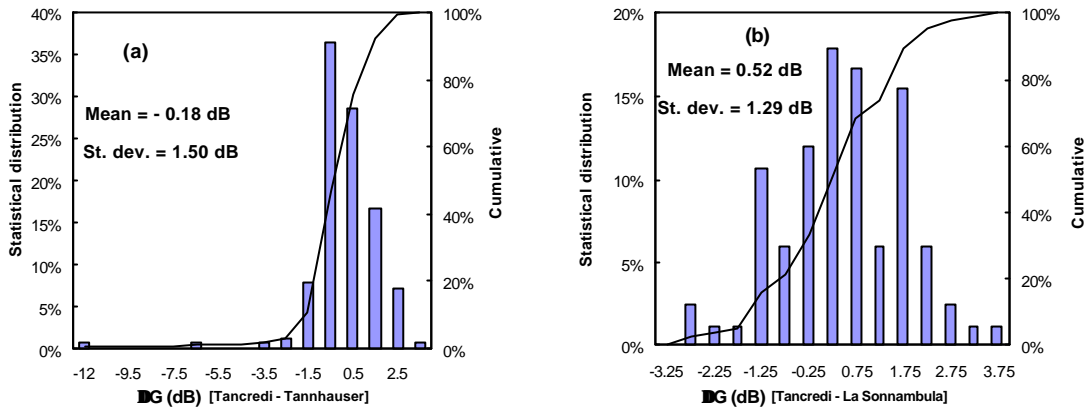 (a)
Mean = - 0.18 dB
St. dev. = 1.50 dB
Statistical distribution
40%
35%
30%
25%
20%
15%
10%
5%
0%
100%
80%
60%
40%
20%
0%
Cumulative
-12 -9.5 -7.5 -5.5 -3.5 -1.5 0.5 2.5
G (dB) [Tancredi - Tannhauser]
(b)
Mean = 0.52 dB
St. dev. = 1.29 dB
Statistical distribution
20%
15%
10%
5%
0%
100%
80%
60%
40%
20%
0%
Cumulative
-3.25 -2.25 -1.25 -0.25 0.75 1.75 2.75 3.75
G (dB) [Tancredi - La Sonnambula]